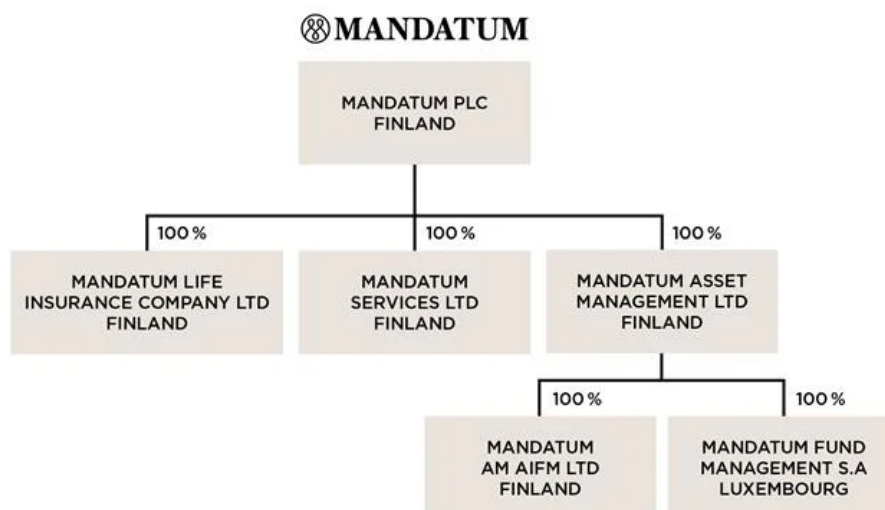 MANDATUM
MANDATUM PLC
FINLAND
100 %
100 %
100 %
MANDATUM LIFE
INSURANCE COMPANY LTD
FINLAND
MANDATUM
SERVICES LTD
FINLAND
MANDATUM ASSET
MANAGEMENT LTD
FINLAND
100 %
100 %
MANDATUM
AM AIFM LTD
FINLAND
MANDATUM FUND
MANAGEMENT S.A
LUXEMBOURG